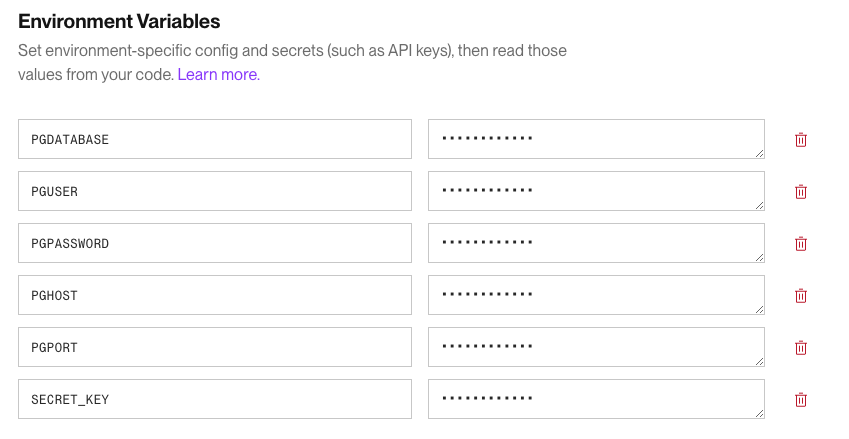 Environment Variables
Set environment-specific config and secrets (such as API keys), then read those
values from your code. Learn more.
PGDATABASE ････････････
PGUSER ････････････
PGPASSWORD ････････････
PGHOST ････････････
PGPORT ････････････
SECRET_KEY ････････････